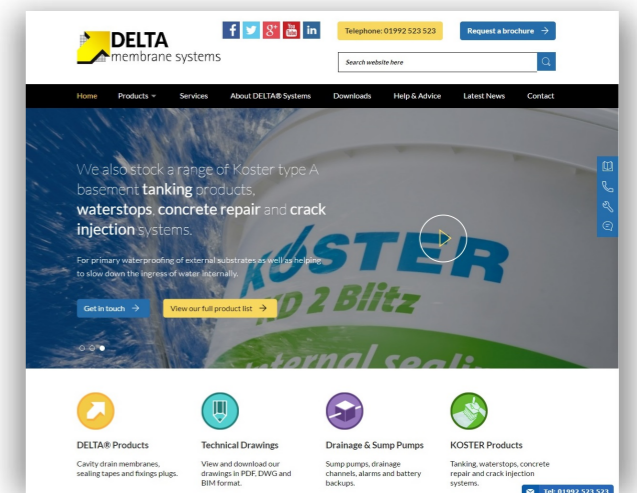 DELTA
membrane systems
f
g+
You
Tube
in
Telephone: 01992 523 523
Request a brochure →
Search website here
Home Products Services About DELTA® Systems Downloads Help & Advice Latest News Contact
We also stock a range of Koster type A
basement tanking products,
waterstops, concrete repair and crack
injection systems.
For primary waterproofing of external substrates as well as helping
to slow down the ingress of water internally.
Get in touch →
View our full product list →
KÖSTER
KD 2 Blitz
DELTA® Products
Cavity drain membranes,
sealing tapes and fixings plugs.
Technical Drawings
View and download our
drawings in PDF, DWG and
BIM format.
Drainage & Sump Pumps
Sump pumps, drainage
channels, alarms and battery
backups.
KOSTER Products
Tanking, waterstops, concrete
repair and crack injection
systems.
Tel: 01992 523 523